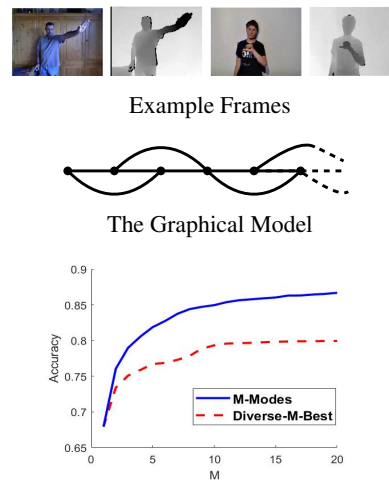 Example Frames
The Graphical Model
0.9
0.85
0.8
0.75
0.7
0.65
Accuracy
M-Modes
Diverse-M-Best
0 5 10 15 20
M